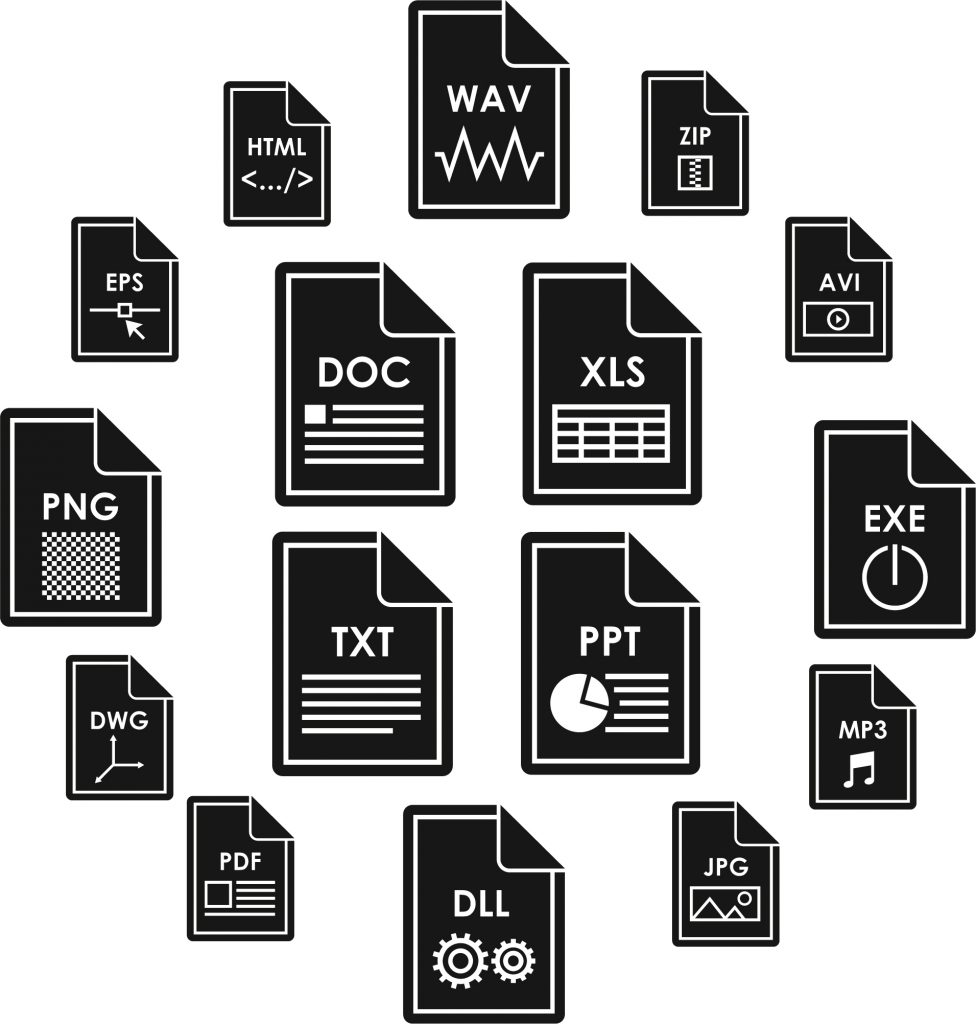 WAV
ZIP
HTML
<.../>
EPS
AVI
DOC
XLS
PNG
EXE
TXT
PPT
DWG
MP3
PDF
JPG
DLL